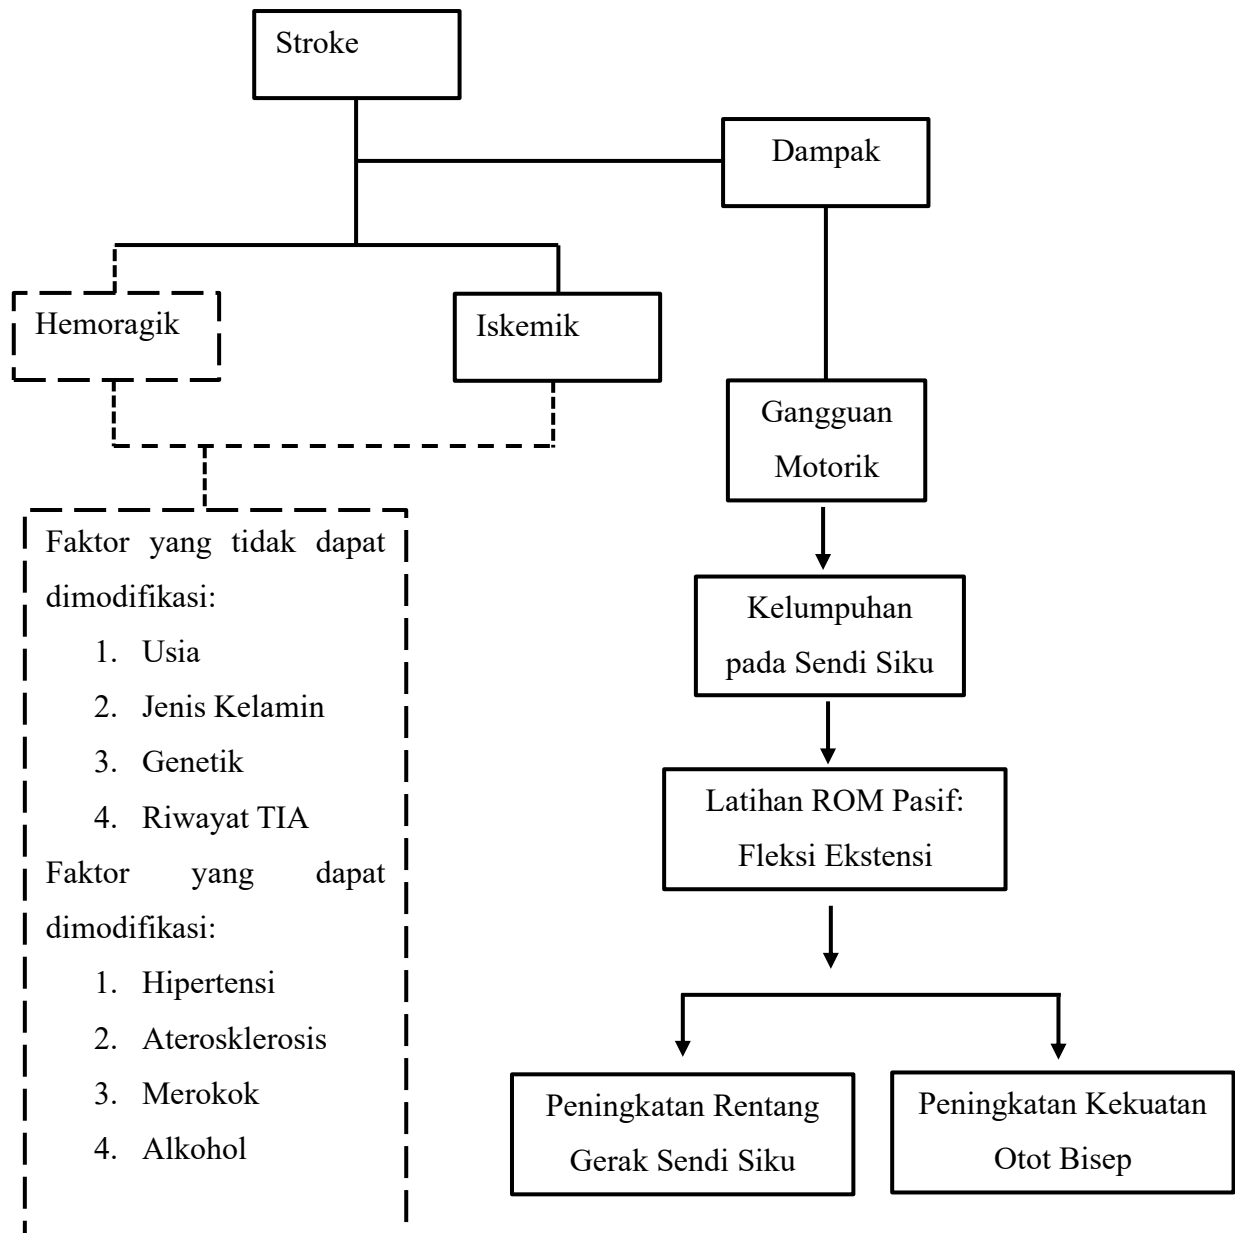 Stroke
Dampak
Hemoragik
Iskemik
Gangguan
Motorik
Faktor yang tidak dapat
dimodifikasi:
1. Usia
2. Jenis Kelamin
3. Genetik
4. Riwayat TIA
Faktor yang dapat
dimodifikasi:
1. Hipertensi
2. Aterosklerosis
3. Merokok
4. Alkohol
Kelumpuhan
pada Sendi Siku
Latihan ROM Pasif:
Fleksi Ekstensi
Peningkatan Rentang
Gerak Sendi Siku
Peningkatan Kekuatan
Otot Bisep